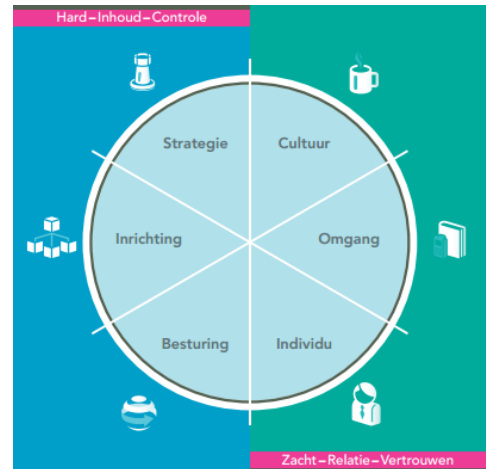 Hard–Inhoud–Controle
Strategie
Cultuur
Inrichting
Omgang
Besturing
Individu
Zacht–Relatie–Vertrouwen